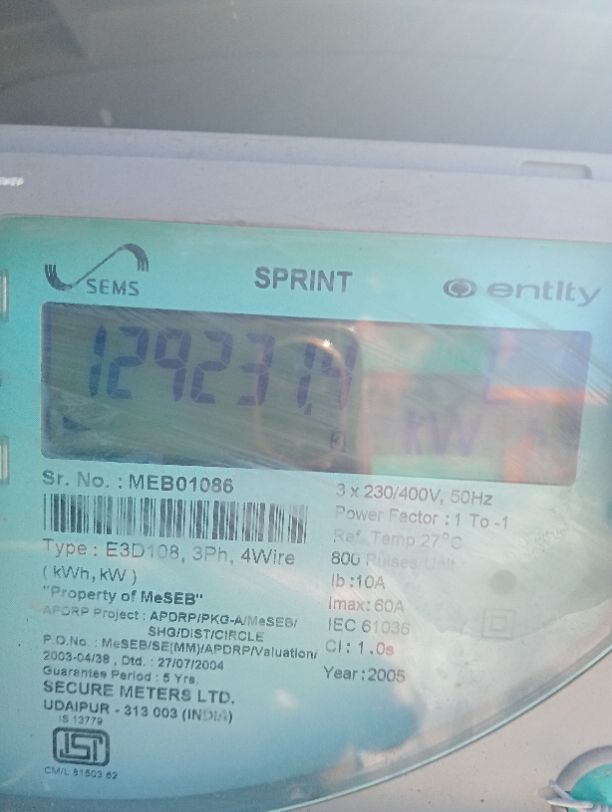 SEMS
SPRINT
entity
129231.4
kW h
Sr. No. : MEB01086
Type : E3D108, 3Ph, 4Wire
( kWh, kW )
"Property of MeSEB"
APDRP Project : APDRP/PKG-A/MeSEB/
SHG/DIST/CIRCLE
P.O.No. : MeSEB/SE(MM)/APDRP/Valuation/
2003-04/38 , Dtd. : 27/07/2004
Guarantee Period : 5 Yrs.
SECURE METERS LTD.
UDAIPUR - 313 003 (INDIA)
IS 13779
ISI
CM/L 8150362
3 x 230/400V, 50Hz
Power Factor : 1 To -1
Ref. Temp 27°C
800 Pulses/Unit
Ib :10A
Imax: 60A
IEC 61036
Cl : 1.0s
Year:2005